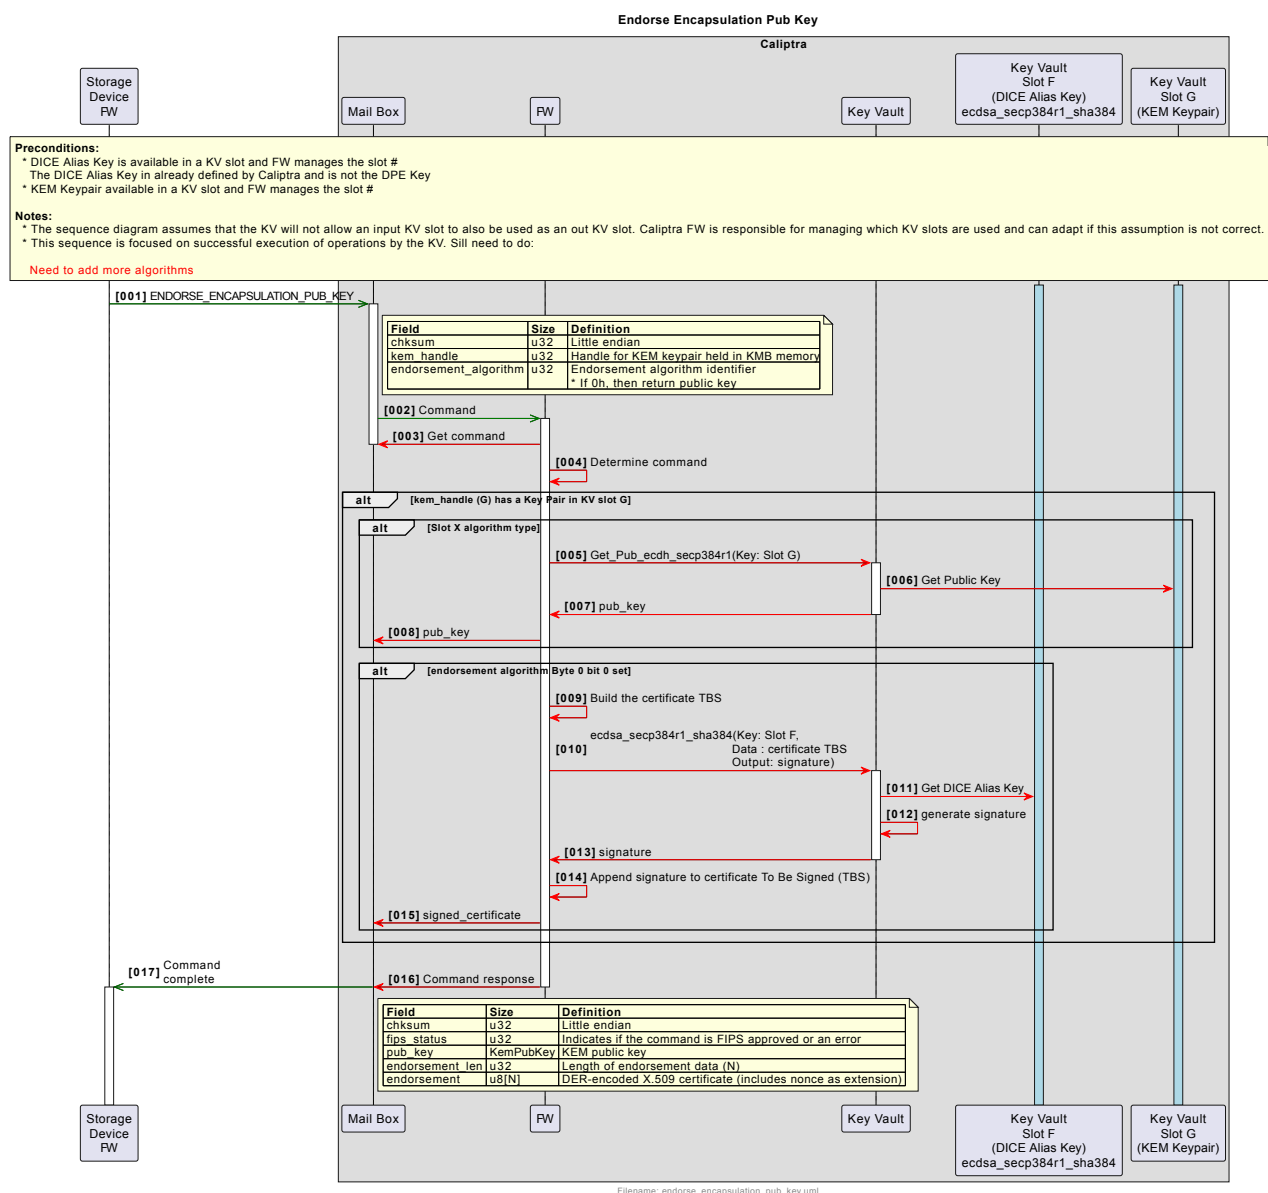 Endorse Encapsulation Pub Key
Caliptra
Storage
Device
FW
Mail Box
FW
Key Vault
Key Vault
Slot F
(DICE Alias Key)
ecdsa_secp384r1_sha384
Key Vault
Slot G
(KEM Keypair)
Preconditions:
* DICE Alias Key is available in a KV slot and FW manages the slot #
The DICE Alias Key in already defined by Caliptra and is not the DPE Key
* KEM Keypair available in a KV slot and FW manages the slot #
Notes:
* The sequence diagram assumes that the KV will not allow an input KV slot to also be used as an out KV slot. Caliptra FW is responsible for managing which KV slots are used and can adapt if this assumption is not correct.
* This sequence is focused on successful execution of operations by the KV. Sill need to do:
Need to add more algorithms
[001] ENDORSE_ENCAPSULATION_PUB_KEY
Field Size Definition
chksum u32 Little endian
kem_handle u32 Handle for KEM keypair held in KMB memory
endorsement_algorithm u32 Endorsement algorithm identifier
* If 0h, then return public key
[002] Command
[003] Get command
[004] Determine command
alt [kem_handle (G) has a Key Pair in KV slot G]
alt [Slot X algorithm type]
[005] Get_Pub_ecdh_secp384r1(Key: Slot G)
[006] Get Public Key
[007] pub_key
[008] pub_key
alt [endorsement algorithm Byte 0 bit 0 set]
[009] Build the certificate TBS
ecdsa_secp384r1_sha384(Key: Slot F,
[010] Data : certificate TBS
Output: signature)
[011] Get DICE Alias Key
[012] generate signature
[013] signature
[014] Append signature to certificate To Be Signed (TBS)
[015] signed_certificate
[016] Command response
[017] Command
complete
Field Size Definition
chksum u32 Little endian
fips_status u32 Indicates if the command is FIPS approved or an error
pub_key KemPubKey KEM public key
endorsement_len u32 Length of endorsement data (N)
endorsement u8[N] DER-encoded X.509 certificate (includes nonce as extension)
Storage
Device
FW
Mail Box
FW
Key Vault
Key Vault
Slot F
(DICE Alias Key)
ecdsa_secp384r1_sha384
Key Vault
Slot G
(KEM Keypair)
Filename: endorse_encapsulation_pub_key.uml